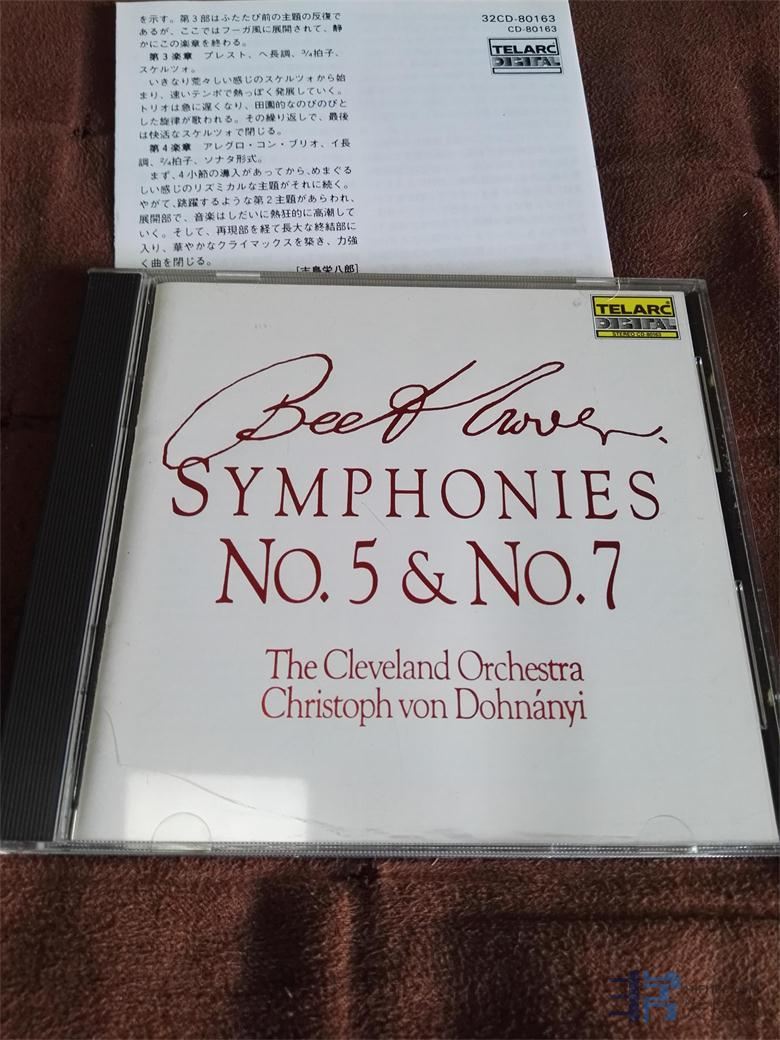 を示す。第3部はふたたび前の主題の反復で
あるが、ここではフーガ風に展開されて、静
かにこの楽章を終わる。
第3楽章 プレスト、ヘ長調、3/4拍子、
スケルツォ。
いきなり荒々しい感じのスケルツォから始
まり、速いテンポで熱っぽく発展していく。
トリオは急に遅くなり、田園的なのびのびと
した旋律が歌われる。その繰り返しで、最後
は快活なスケルツォで閉じる。
第4楽章 アレグロ・コン・ブリオ、イ長
調、2/4拍子、ソナタ形式。
まず、4小節の導入があってから、めまぐる
しい感じのリズミカルな主題がそれに続く。
やがて、跳躍するような第2主題があらわれ、
展開部で、音楽はしだいに熱狂的に高潮して
いく。そして、再現部を経て長大な終結部に
入り、華やかなクライマックスを築き、力強
く曲を閉じる。
[志鳥栄八郎]
32CD-80163
CD-80163
TELARC
DIGITAL
TELARC
DIGITAL
STEREO CD-80163
Beethoven.
SYMPHONIES
No. 5 & No. 7
The Cleveland Orchestra
Christoph von Dohnányi